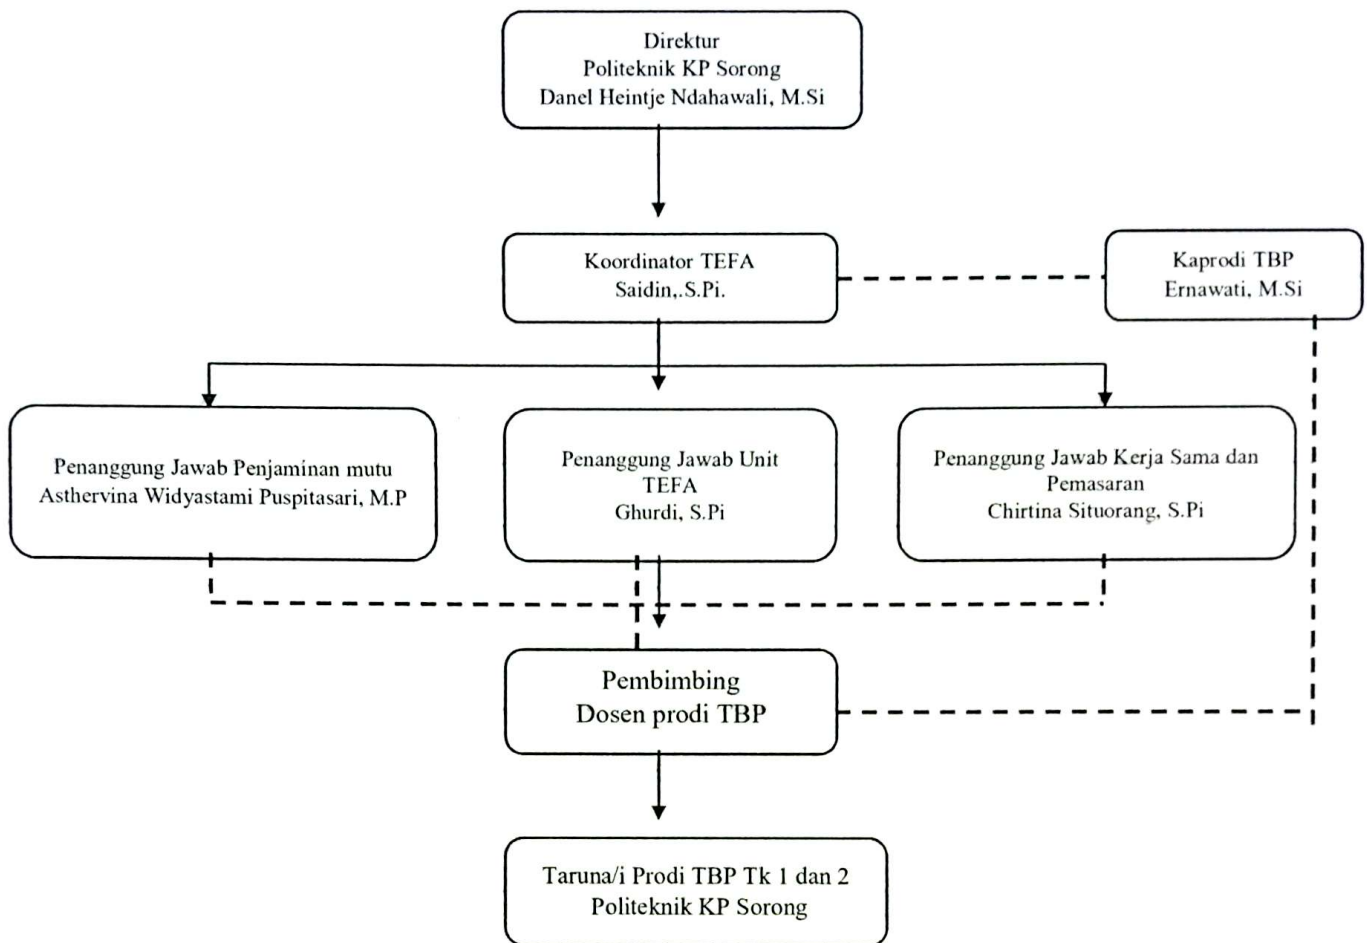 Direktur
Politeknik KP Sorong
Danel Heintje Ndahawali, M.Si
Koordinator TEFA
Saidin,.S.Pi.
Kaprodi TBP
Ernawati, M.Si
Penanggung Jawab Penjaminan mutu
Asthervina Widyastami Puspitasari, M.P
Penanggung Jawab Unit
TEFA
Ghurdi, S.Pi
Penanggung Jawab Kerja Sama dan
Pemasaran
Chirtina Situorang, S.Pi
Pembimbing
Dosen prodi TBP
Taruna/i Prodi TBP Tk 1 dan 2
Politeknik KP Sorong